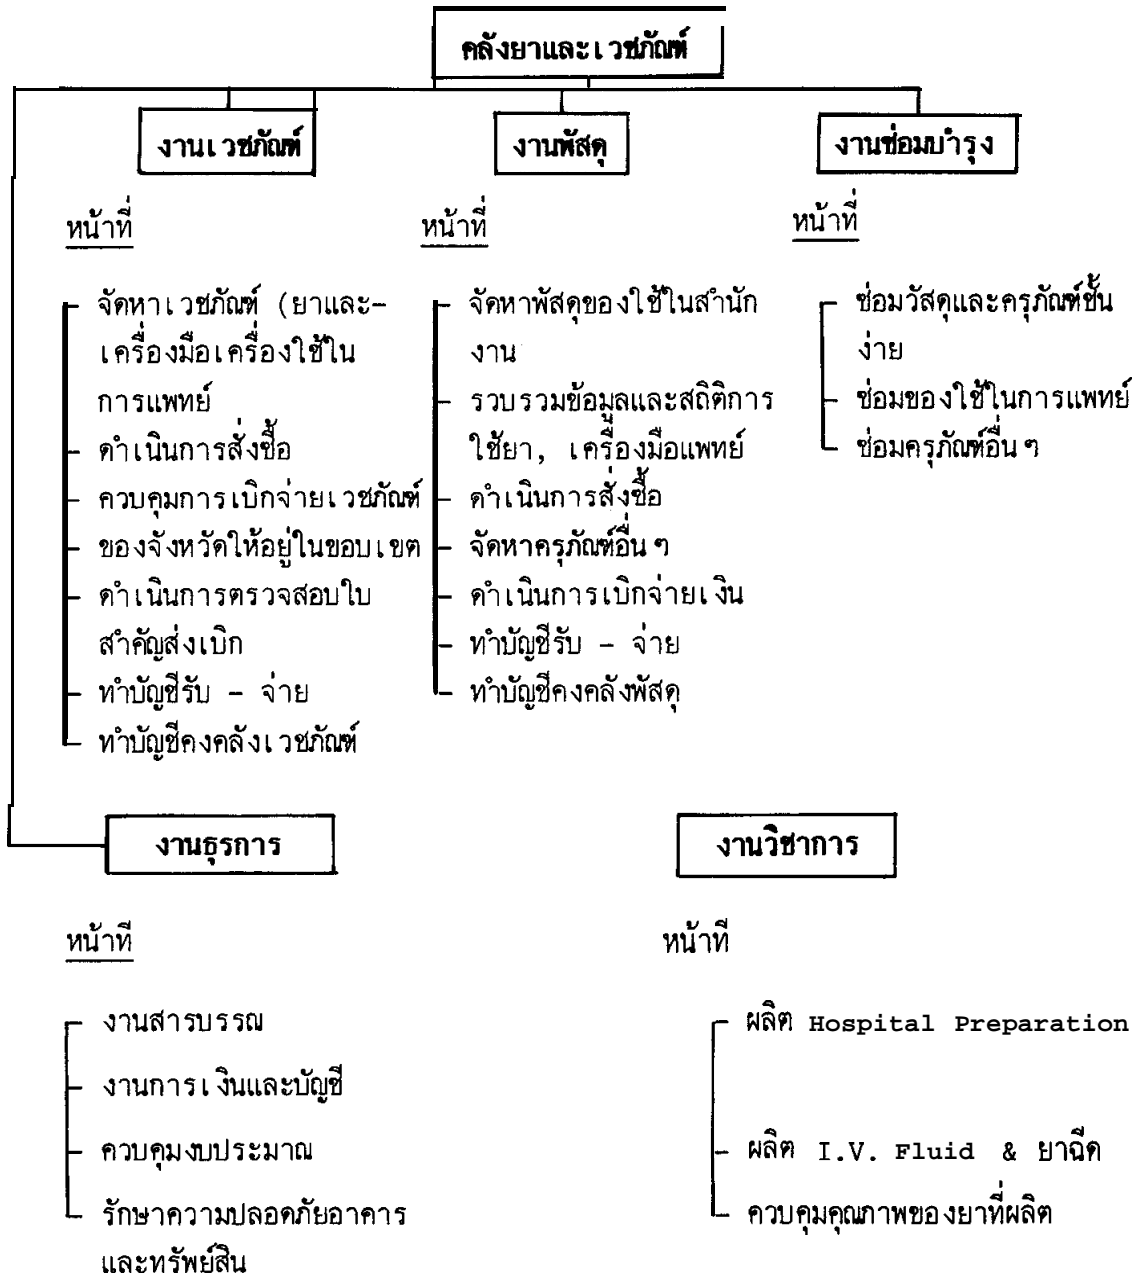 คลังยาและเวชภัณฑ์
งานเวชภัณฑ์
งานพัสดุ
งานซ่อมบำรุง
หน้าที่
จัดหาเวชภัณฑ์ (ยาและ-
เครื่องมือเครื่องใช้ใน
การแพทย์
ดำเนินการสั่งซื้อ
ควบคุมการเบิกจ่ายเวชภัณฑ์
ของจังหวัดให้อยู่ในขอบเขต
ดำเนินการตรวจสอบใบ
สำคัญส่งเบิก
ทำบัญชีรับ - จ่าย
ทำบัญชีคงคลังเวชภัณฑ์
หน้าที่
จัดหาพัสดุของใช้ในสำนัก
งาน
รวบรวมข้อมูลและสถิติการ
ใช้ยา, เครื่องมือแพทย์
ดำเนินการสั่งซื้อ
จัดหาครุภัณฑ์อื่น ๆ
ดำเนินการเบิกจ่ายเงิน
ทำบัญชีรับ - จ่าย
ทำบัญชีคงคลังพัสดุ
หน้าที่
ซ่อมวัสดุและครุภัณฑ์ชั้น
ง่าย
ซ่อมของใช้ในการแพทย์
ซ่อมครุภัณฑ์อื่น ๆ
งานธุรการ
หน้าที่
งานสารบรรณ
งานการเงินและบัญชี
ควบคุมงบประมาณ
รักษาความปลอดภัยอาคาร
และทรัพย์สิน
งานวิชาการ
หน้าที่
ผลิต Hospital Preparation
ผลิต I.V. Fluid & ยาฉีด
ควบคุมคุณภาพของยาที่ผลิต